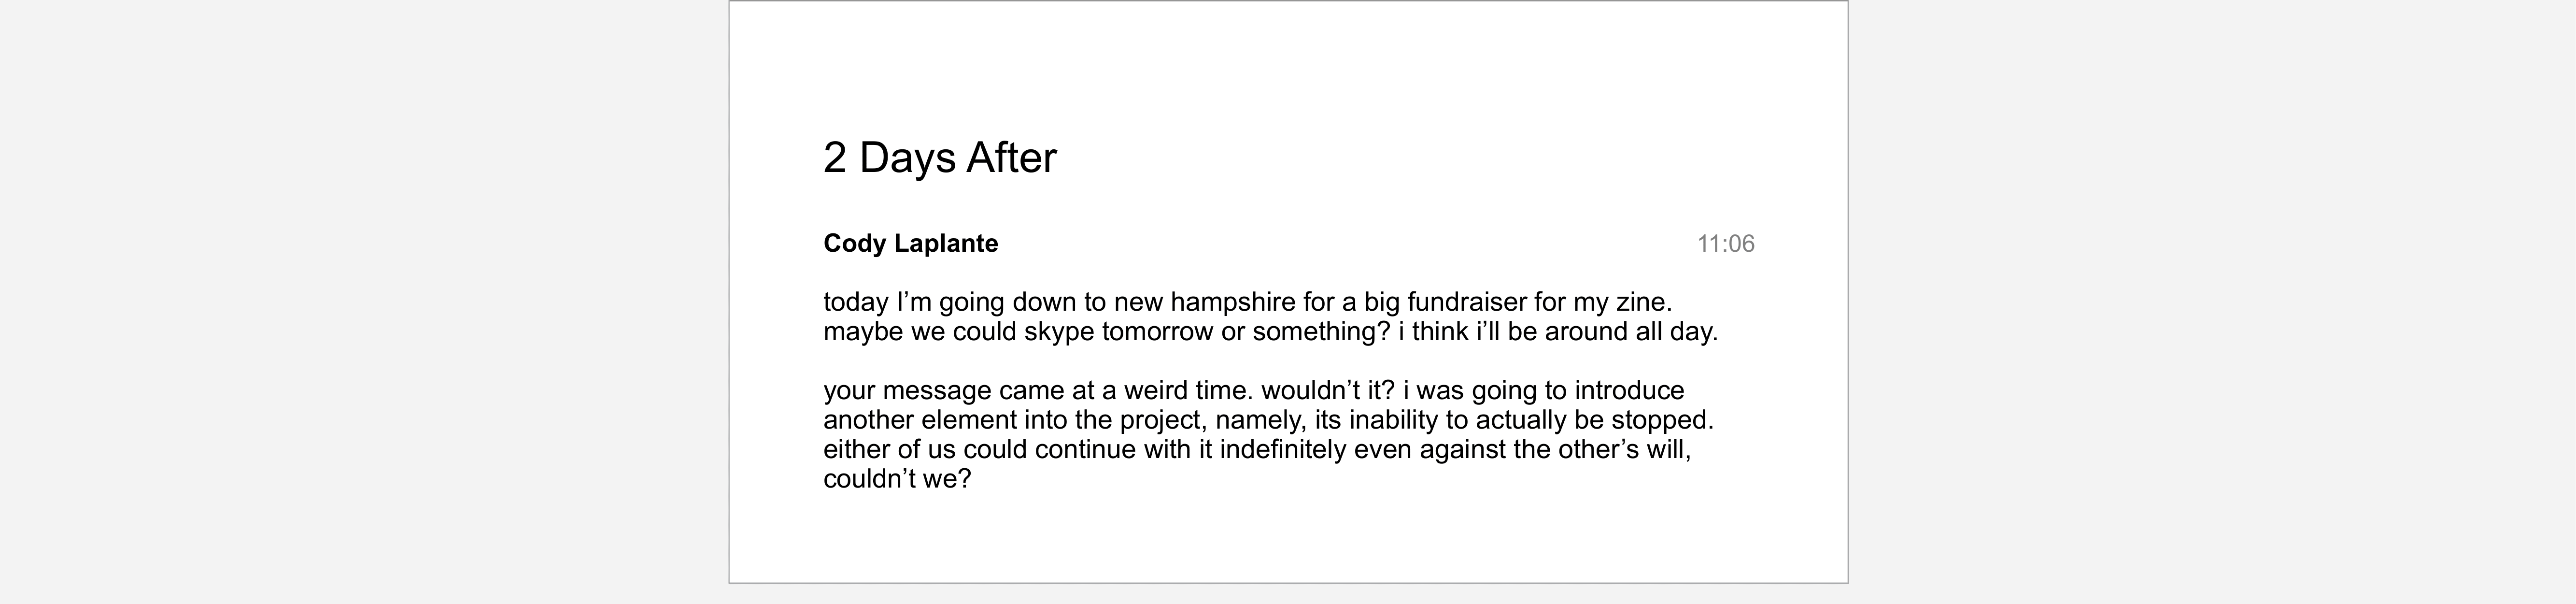 2 Days After
Cody Laplante
11:06
today I’m going down to new hampshire for a big fundraiser for my zine.
maybe we could skype tomorrow or something? i think i’ll be around all day.
your message came at a weird time. wouldn’t it? i was going to introduce
another element into the project, namely, its inability to actually be stopped.
either of us could continue with it indefinitely even against the other’s will,
couldn’t we?